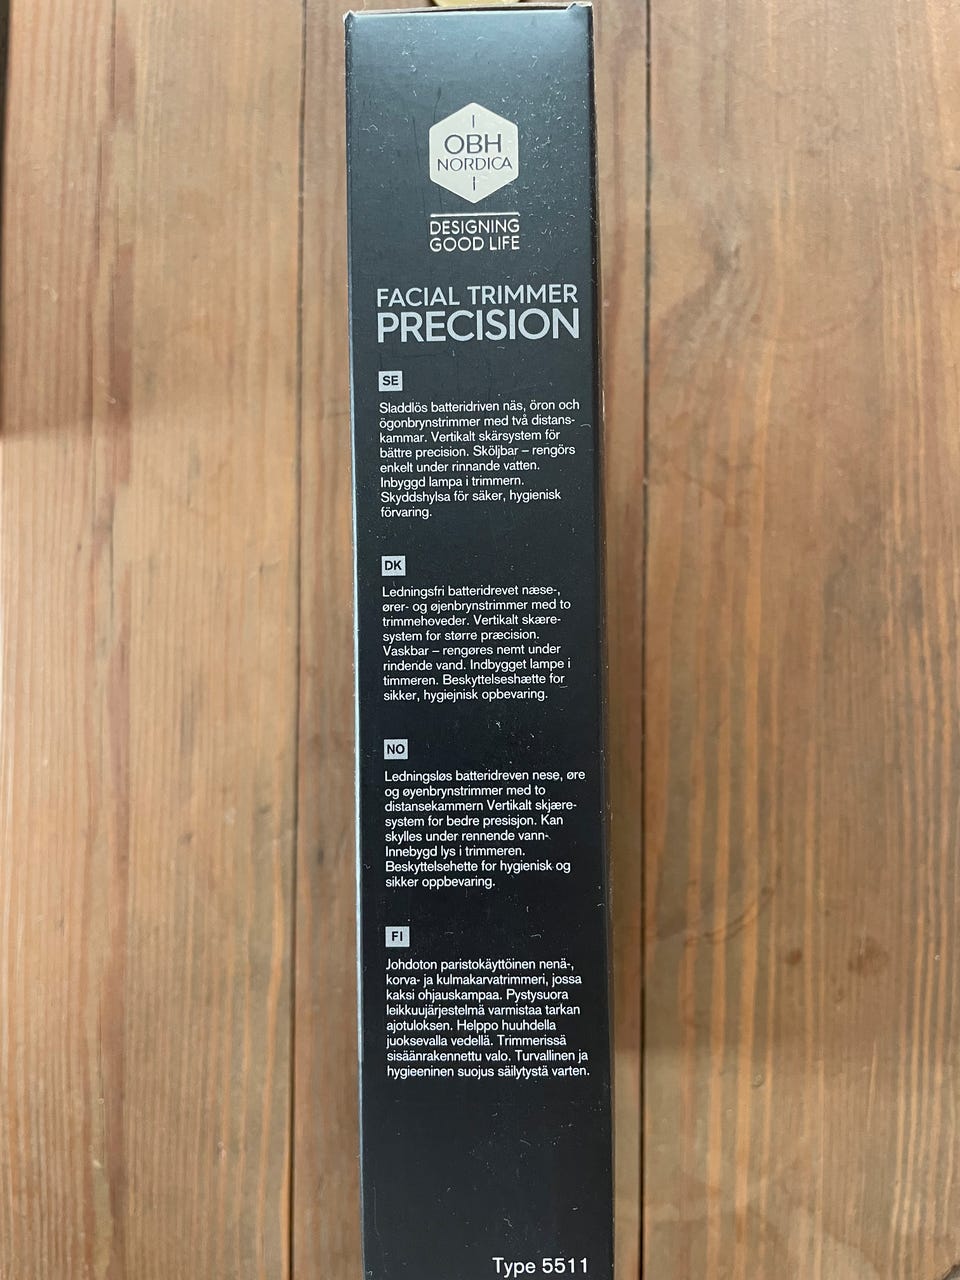 OBH
NORDICA
DESIGNING
GOOD LIFE
FACIAL TRIMMER
PRECISION
SE
Sladdlös batteridriven näs, öron och
ögonbrynstrimmer med två distans-
kammar. Vertikalt skärsystem för
bättre precision. Sköljbar – rengörs
enkelt under rinnande vatten.
Inbyggd lampa i trimmern.
Skyddshylsa för säker, hygienisk
förvaring.
DK
Ledningsfri batteridrevet næse-,
ører- og øjenbrynstrimmer med to
trimmehoveder. Vertikalt skære-
system for større præcision.
Vaskbar – rengøres nemt under
rindende vand. Indbygget lampe i
timmeren. Beskyttelseshætte for
sikker, hygiejnisk opbevaring.
NO
Ledningsløs batteridreven nese, øre
og øyenbrynstrimmer med to
distansekammern Vertikalt skjære-
system for bedre presisjon. Kan
skylles under rennende vann-
Innebygd lys i trimmeren.
Beskyttelsehette for hygienisk og
sikker oppbevaring.
FI
Johdoton paristokäyttöinen nenä-,
korva- ja kulmakarvatrimmeri, jossa
kaksi ohjauskampaa. Pystysuora
leikkuujärjestelmä varmistaa tarkan
ajotuloksen. Helppo huuhdella
juoksevalla vedellä. Trimmerissä
sisäänrakennettu valo. Turvallinen ja
hygieeninen suojus säilytystä varten.
Type 5511